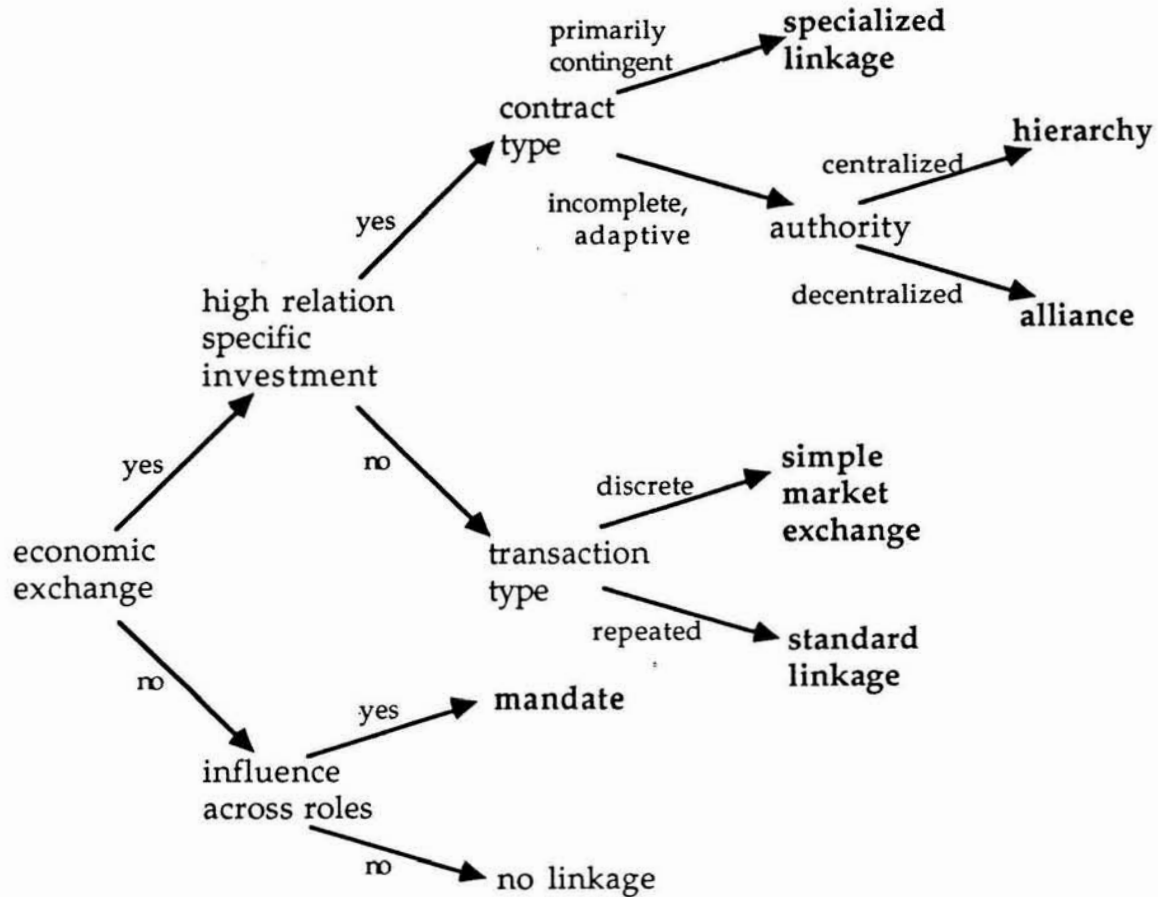 primarily
contingent
specialized
linkage
contract
type
hierarchy
centralized
incomplete,
adaptive
authority
yes
decentralized
alliance
high relation
specific
investment
yes
no
discrete
simple
market
exchange
economic
exchange
transaction
type
repeated
standard
linkage
no
yes
mandate
influence
across roles
no
no linkage